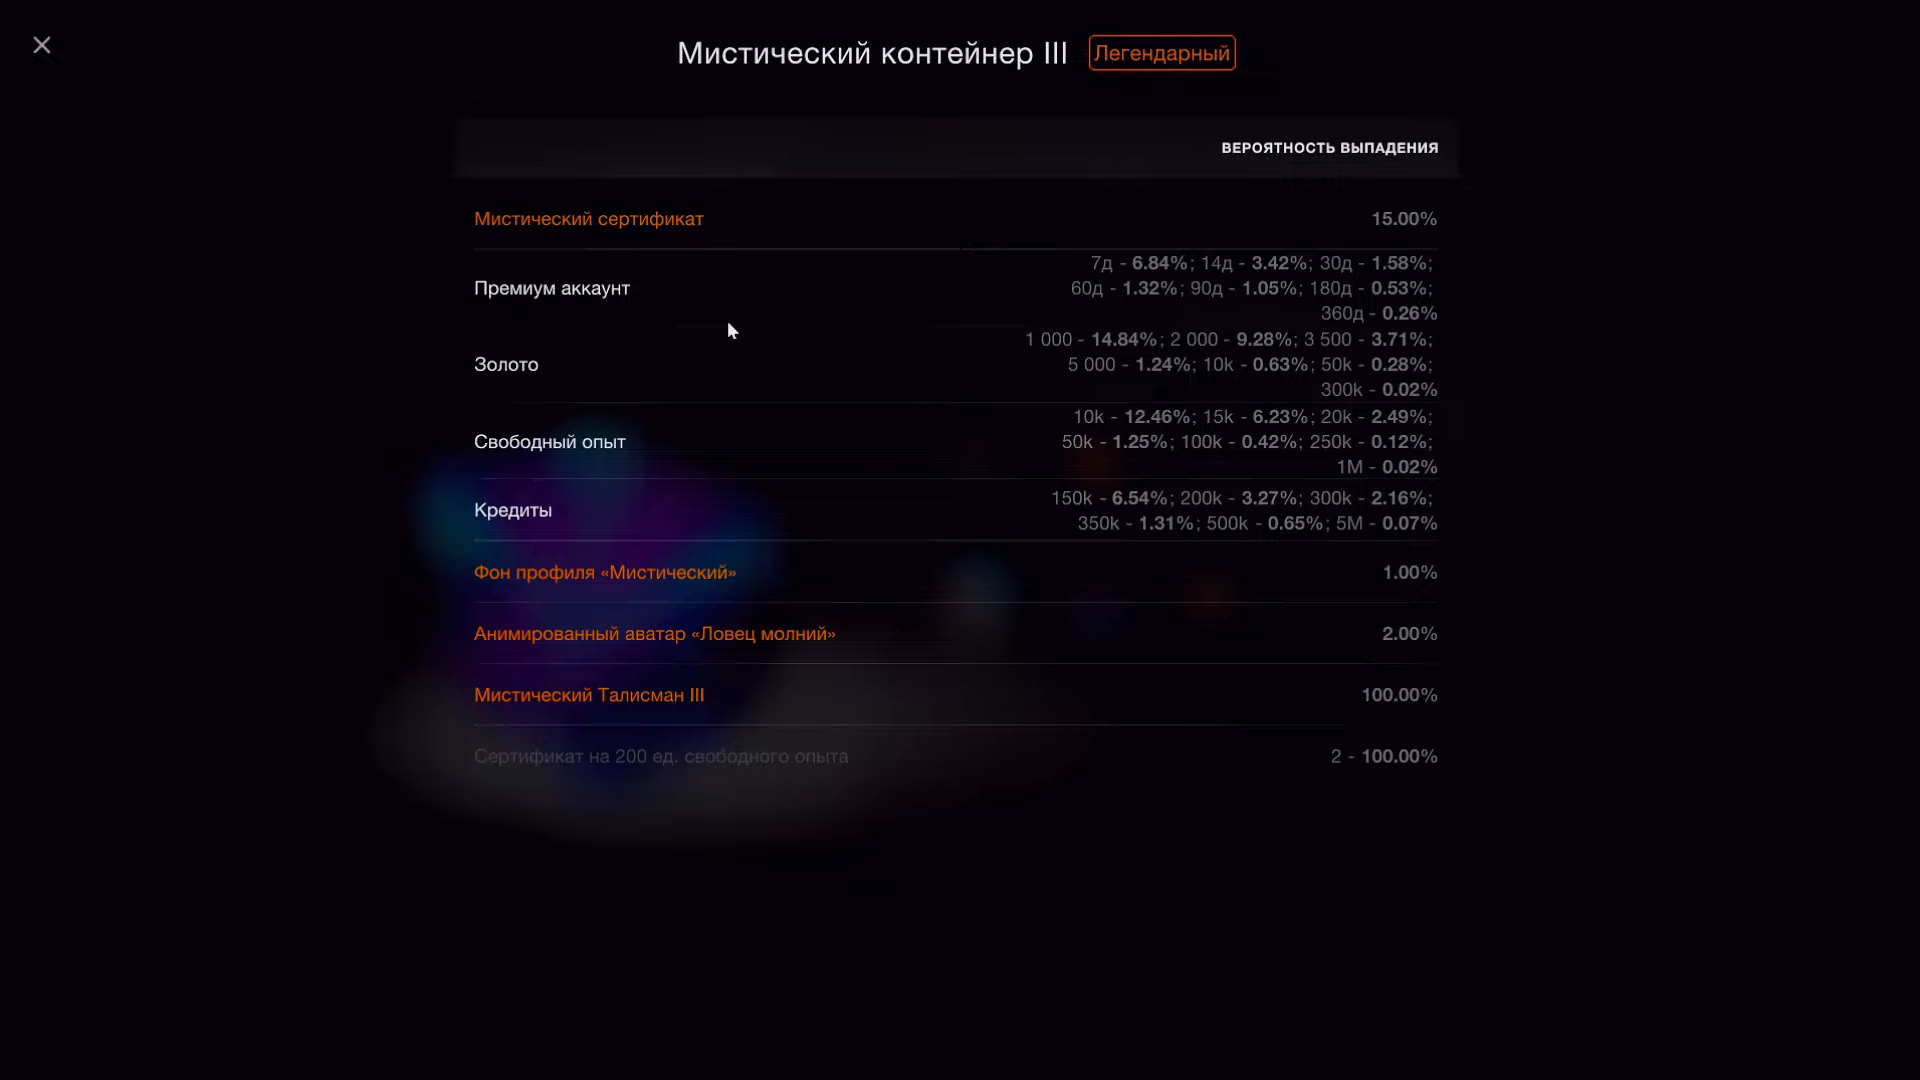 Мистический контейнер III Легендарный
ВЕРОЯТНОСТЬ ВЫПАДЕНИЯ
Мистический сертификат 15.00%
Премиум аккаунт
7д - 6.84%; 14д - 3.42%; 30д - 1.58%;
60д - 1.32%; 90д - 1.05%; 180д - 0.53%;
360д - 0.26%
Золото
1 000 - 14.84%; 2 000 - 9.28%; 3 500 - 3.71%;
5 000 - 1.24%; 10k - 0.63%; 50k - 0.28%;
300k - 0.02%
Свободный опыт
10k - 12.46%; 15k - 6.23%; 20k - 2.49%;
50k - 1.25%; 100k - 0.42%; 250k - 0.12%;
1M - 0.02%
Кредиты
150k - 6.54%; 200k - 3.27%; 300k - 2.16%;
350k - 1.31%; 500k - 0.65%; 5M - 0.07%
Фон профиля «Мистический» 1.00%
Анимированный аватар «Ловец молний» 2.00%
Мистический Талисман III 100.00%
Сертификат на 200 ед. свободного опыта 2 - 100.00%